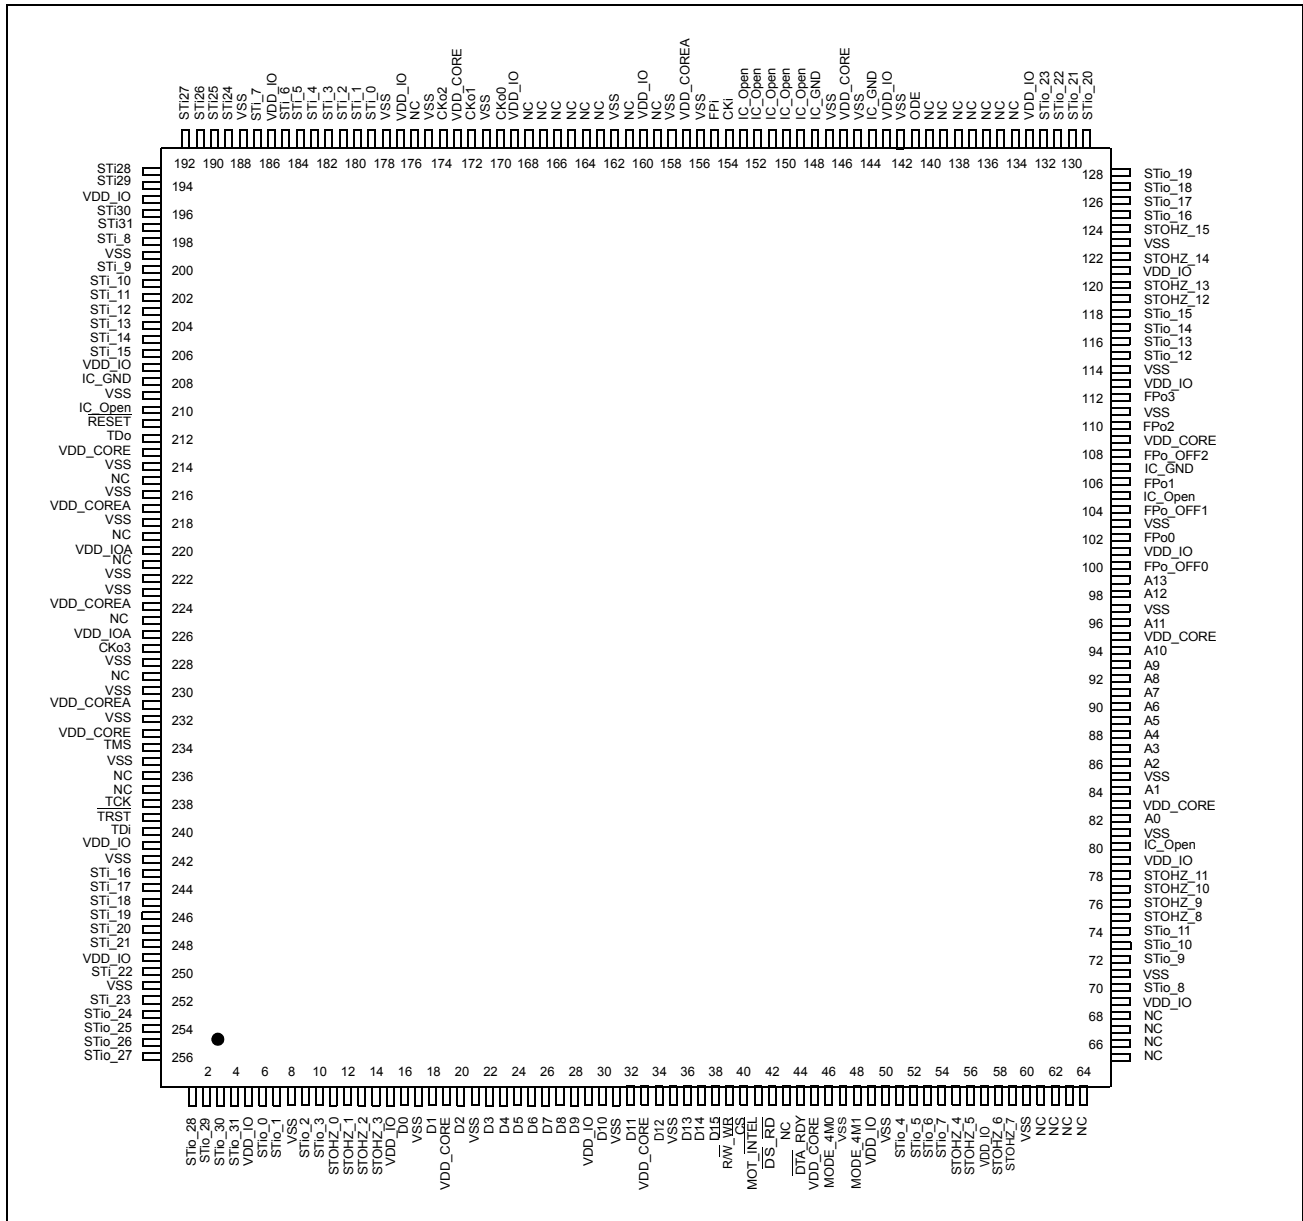 STi27
STi26
STi25
STi24
VSS
STi_7
VDD_IO
STi_6
STi_5
STi_4
STi_3
STi_2
STi_1
STi_0
VSS
VDD_IO
NC
VSS
CKo2
VDD_CORE
CKo1
VSS
CKo0
VDD_IO
NC
NC
NC
NC
NC
NC
VSS
NC
VDD_IO
NC
VSS
VDD_COREA
VSS
FPi
CKi
IC_Open
IC_Open
IC_Open
IC_Open
IC_Open
IC_GND
VSS
VDD_CORE
VSS
IC_GND
VDD_IO
VSS
ODE
NC
NC
NC
NC
NC
NC
NC
VDD_IO
STio_23
STio_22
STio_21
STio_20
192 190 188 186 184 182 180 178 176 174 172 170 168 166 164 162 160 158 156 154 152 150 148 146 144 142 140 138 136 134 132 130
STi28
STi29 194
VDD_IO
STi30 196
STi31
STi_8 198
VSS
STi_9 200
STi_10
STi_11 202
STi_12
STi_13 204
STi_14
STi_15 206
VDD_IO
IC_GND 208
VSS
IC_Open 210
RESET
TDo 212
VDD_CORE
VSS 214
NC
VSS 216
VDD_COREA
VSS 218
NC
VDD_IOA 220
NC
VSS 222
VSS
VDD_COREA 224
NC
VDD_IOA 226
CKo3
VSS 228
NC
VSS 230
VDD_COREA
VSS 232
VDD_CORE
TMS 234
VSS
NC 236
NC
TCK 238
TRST
TDi 240
VDD_IO
VSS 242
STi_16
STi_17 244
STi_18
STi_19 246
STi_20
STi_21 248
VDD_IO
STi_22 250
VSS
STi_23 252
STio_24
STio_25 254
STio_26
STio_27 256
128 STio_19
STio_18
126 STio_17
STio_16
124 STOHZ_15
VSS
122 STOHZ_14
VDD_IO
120 STOHZ_13
STOHZ_12
118 STio_15
STio_14
116 STio_13
STio_12
114 VSS
VDD_IO
112 FPo3
VSS
110 FPo2
VDD_CORE
108 FPo_OFF2
IC_GND
106 FPo1
IC_Open
104 FPo_OFF1
VSS
102 FPo0
VDD_IO
100 FPo_OFF0
A13
98 A12
VSS
96 A11
VDD_CORE
94 A10
A9
92 A8
A7
90 A6
A5
88 A4
A3
86 A2
VSS
84 A1
VDD_CORE
82 A0
VSS
80 IC_Open
VDD_IO
78 STOHZ_11
STOHZ_10
76 STOHZ_9
STOHZ_8
74 STio_11
STio_10
72 STio_9
VSS
70 STio_8
VDD_IO
68 NC
NC
66 NC
NC
2 4 6 8 10 12 14 16 18 20 22 24 26 28 30 32 34 36 38 40 42 44 46 48 50 52 54 56 58 60 62 64
STio_28
STio_29
STio_30
STio_31
VDD_IO
STio_0
STio_1
VSS
STio_2
STio_3
STOHZ_0
STOHZ_1
STOHZ_2
STOHZ_3
VDD_IO
D0
VSS
D1
VDD_CORE
D2
VSS
D3
D4
D5
D6
D7
D8
D9
VDD_IO
D10
VSS
D11
VDD_CORE
D12
VSS
D13
D14
D15
R/W_WR
CS
MOT_INTEL
DS_RD
NC
DTA_RDY
VDD_CORE
MODE_4M0
VSS
MODE_4M1
VDD_IO
VSS
STio_4
STio_5
STio_6
STio_7
STOHZ_4
STOHZ_5
VDD_IO
STOHZ_6
STOHZ_7
VSS
NC
NC
NC
NC